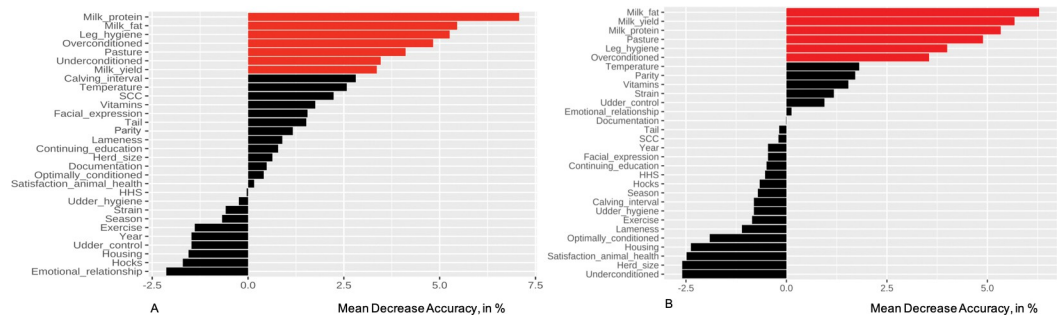 Milk_protein
Milk_fat
Leg_hygiene
Overconditioned
Pasture
Underconditioned
Milk_yield
Calving_interval
Temperature
SCC
Vitamins
Facial_expression
Tail
Parity
Lameness
Continuing_education
Herd_size
Documentation
Optimally_conditioned
Satisfaction_animal_health
HHS
Udder_hygiene
Strain
Season
Exercise
Year
Udder_control
Housing
Hocks
Emotional_relationship
-2.5 0.0 2.5 5.0 7.5
A Mean Decrease Accuracy, in %
Milk_fat
Milk_yield
Milk_protein
Pasture
Leg_hygiene
Overconditioned
Temperature
Parity
Vitamins
Strain
Udder_control
Emotional_relationship
Documentation
Tail
SCC
Year
Facial_expression
Continuing_education
HHS
Hocks
Season
Calving_interval
Udder_hygiene
Exercise
Lameness
Optimally_conditioned
Housing
Satisfaction_animal_health
Herd_size
Underconditioned
-2.5 0.0 2.5 5.0
B Mean Decrease Accuracy, in %